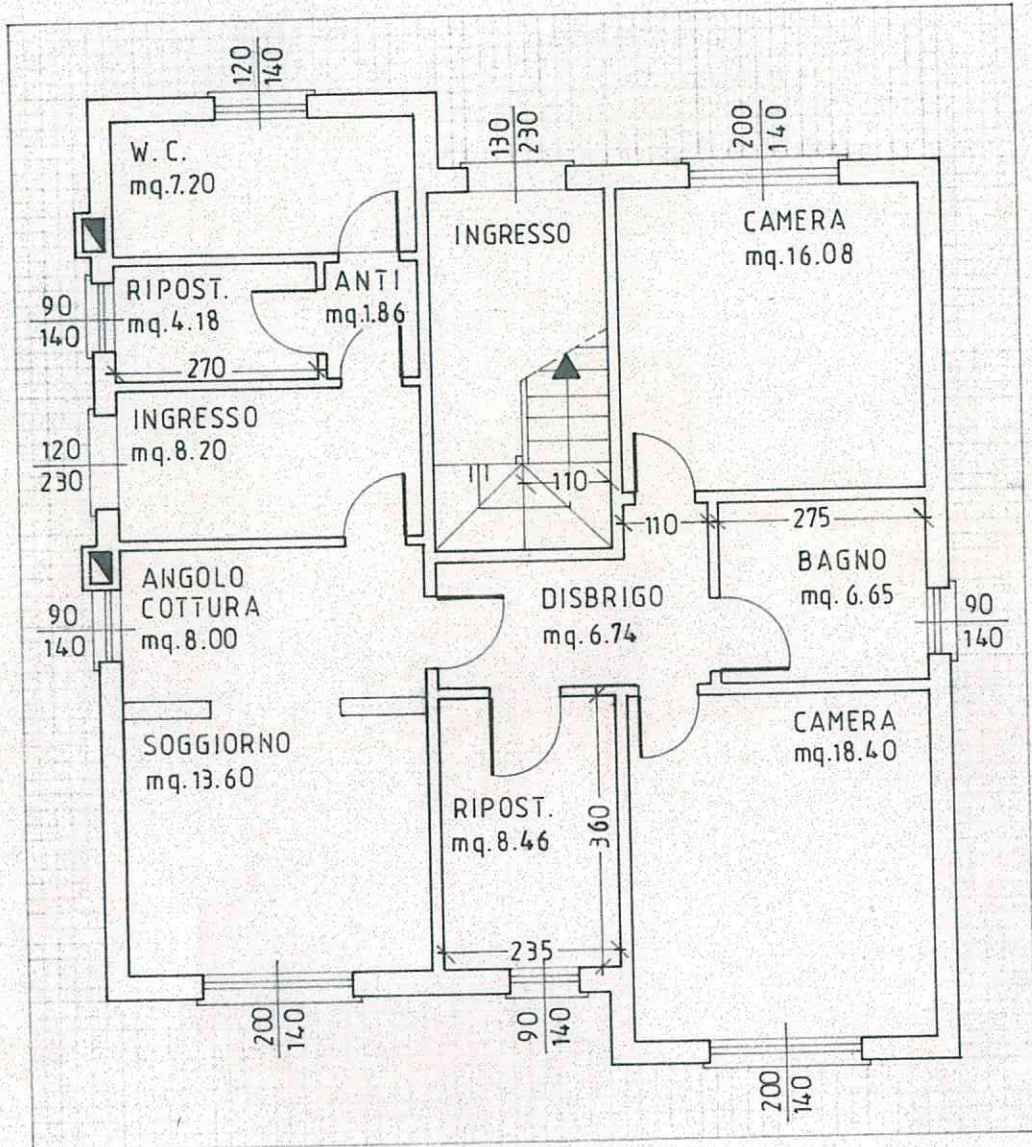 120
140
130
230
200
140
W. C.
mq.7.20
INGRESSO
CAMERA
mq.16.08
90
140
RIPOST.
mq.4.18
270
ANTI
mq.1.86
120
230
INGRESSO
mq.8.20
110
110
275
BAGNO
mq. 6.65
90
140
90
140
ANGOLO
COTTURA
mq.8.00
DISBRIGO
mq.6.74
SOGGIORNO
mq.13.60
CAMERA
mq.18.40
RIPOST.
mq.8.46
360
235
200
140
90
140
200
140